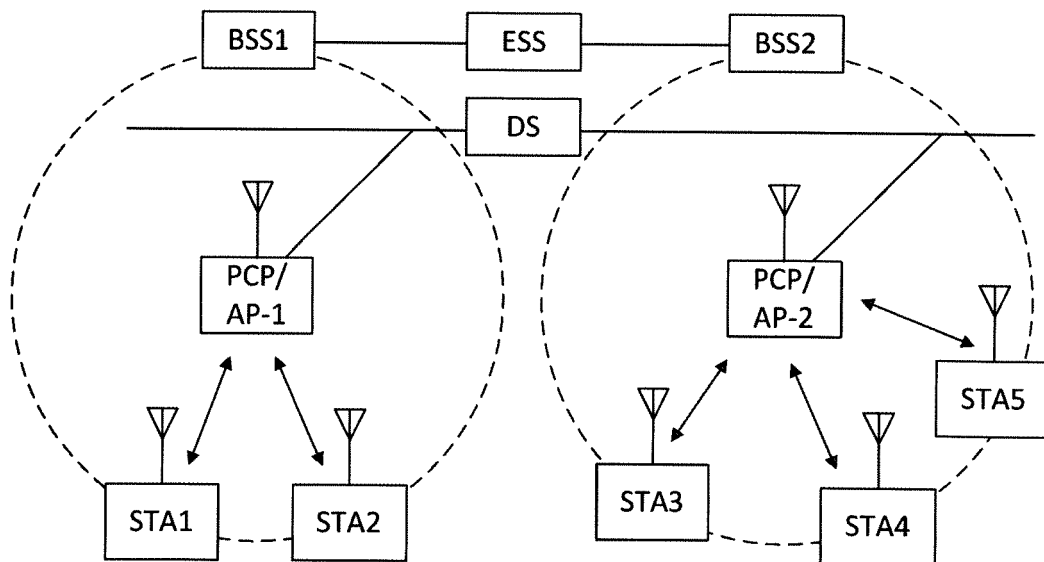 BSS1
ESS
BSS2
DS
PCP/
AP-1
PCP/
AP-2
STA1
STA2
STA3
STA4
STA5